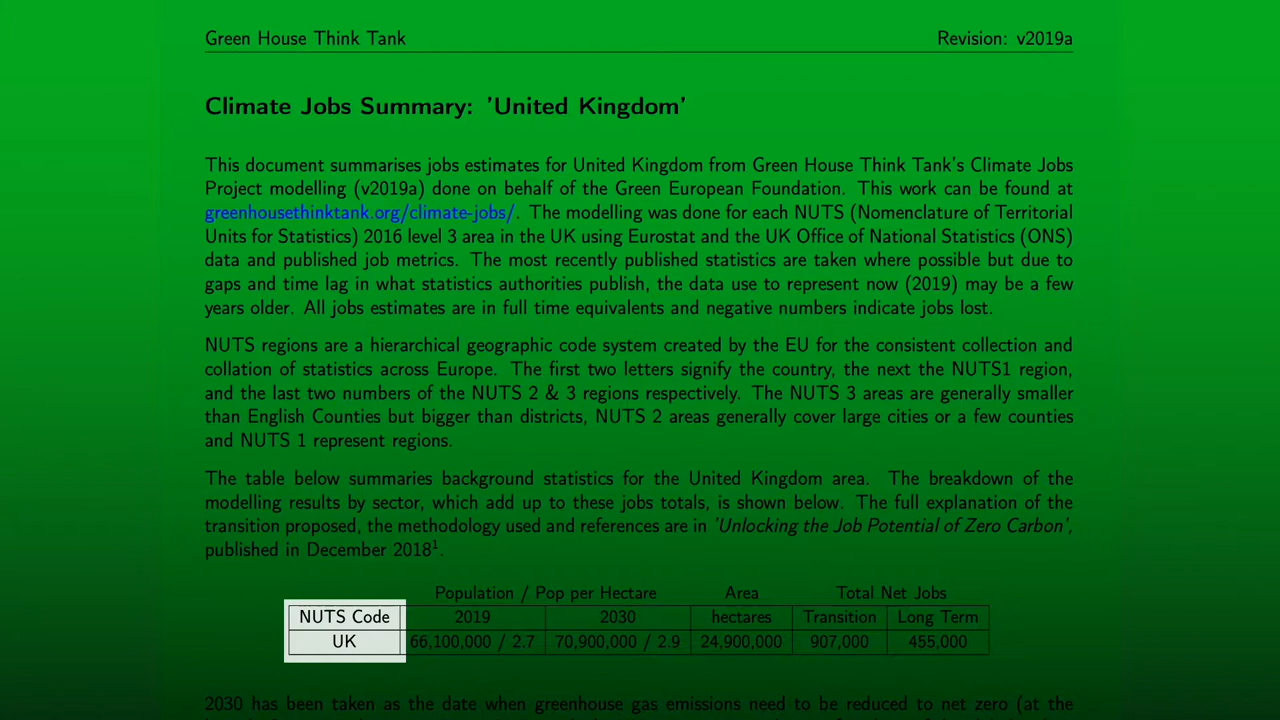 Green House Think Tank Revision: v2019a
Climate Jobs Summary: 'United Kingdom'
This document summarises jobs estimates for United Kingdom from Green House Think Tank's Climate Jobs
Project modelling (v2019a) done on behalf of the Green European Foundation. This work can be found at
greenhousethinktank.org/climate-jobs/. The modelling was done for each NUTS (Nomenclature of Territorial
Units for Statistics) 2016 level 3 area in the UK using Eurostat and the UK Office of National Statistics (ONS)
data and published job metrics. The most recently published statistics are taken where possible but due to
gaps and time lag in what statistics authorities publish, the data use to represent now (2019) may be a few
years older. All jobs estimates are in full time equivalents and negative numbers indicate jobs lost.
NUTS regions are a hierarchical geographic code system created by the EU for the consistent collection and
collation of statistics across Europe. The first two letters signify the country, the next the NUTS1 region,
and the last two numbers of the NUTS 2 & 3 regions respectively. The NUTS 3 areas are generally smaller
than English Counties but bigger than districts, NUTS 2 areas generally cover large cities or a few counties
and NUTS 1 represent regions.
The table below summaries background statistics for the United Kingdom area. The breakdown of the
modelling results by sector, which add up to these jobs totals, is shown below. The full explanation of the
transition proposed, the methodology used and references are in 'Unlocking the Job Potential of Zero Carbon',
published in December 2018¹.
Population / Pop per Hectare Area Total Net Jobs
NUTS Code 2019 2030 hectares Transition Long Term
UK 66,100,000 / 2.7 70,900,000 / 2.9 24,900,000 907,000 455,000
2030 has been taken as the date when greenhouse gas emissions need to be reduced to net zero (at the